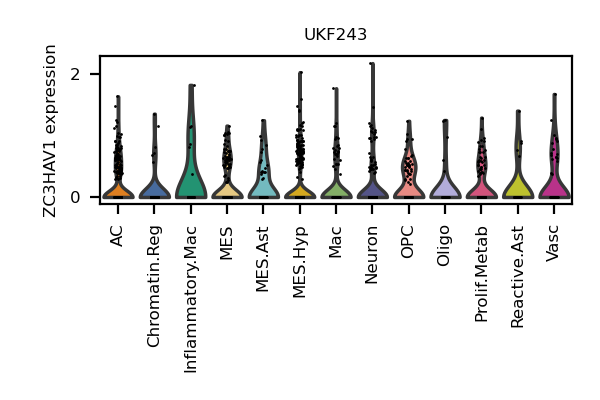 UKF243
ZC3HAV1 expression
2
0
AC
Chromatin.Reg
Inflammatory.Mac
MES
MES.Ast
MES.Hyp
Mac
Neuron
OPC
Oligo
Prolif.Metab
Reactive.Ast
Vasc